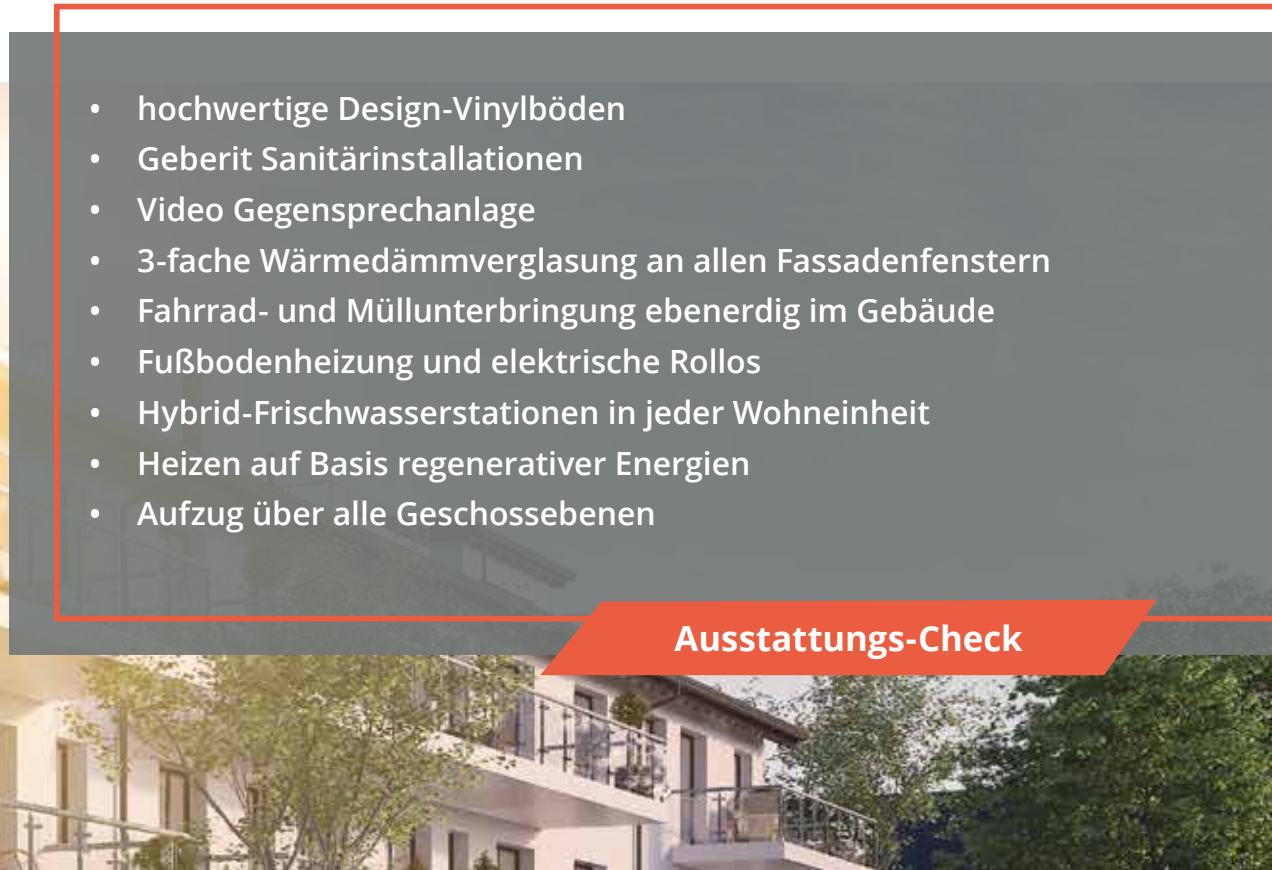 • hochwertige Design-Vinylböden
• Geberit Sanitärinstallationen
• Video Gegensprechanlage
• 3-fache Wärmedämmverglasung an allen Fassadenfenstern
• Fahrrad- und Müllunterbringung ebenerdig im Gebäude
• Fußbodenheizung und elektrische Rollos
• Hybrid-Frischwasserstationen in jeder Wohneinheit
• Heizen auf Basis regenerativer Energien
• Aufzug über alle Geschossebenen
Ausstattungs-Check